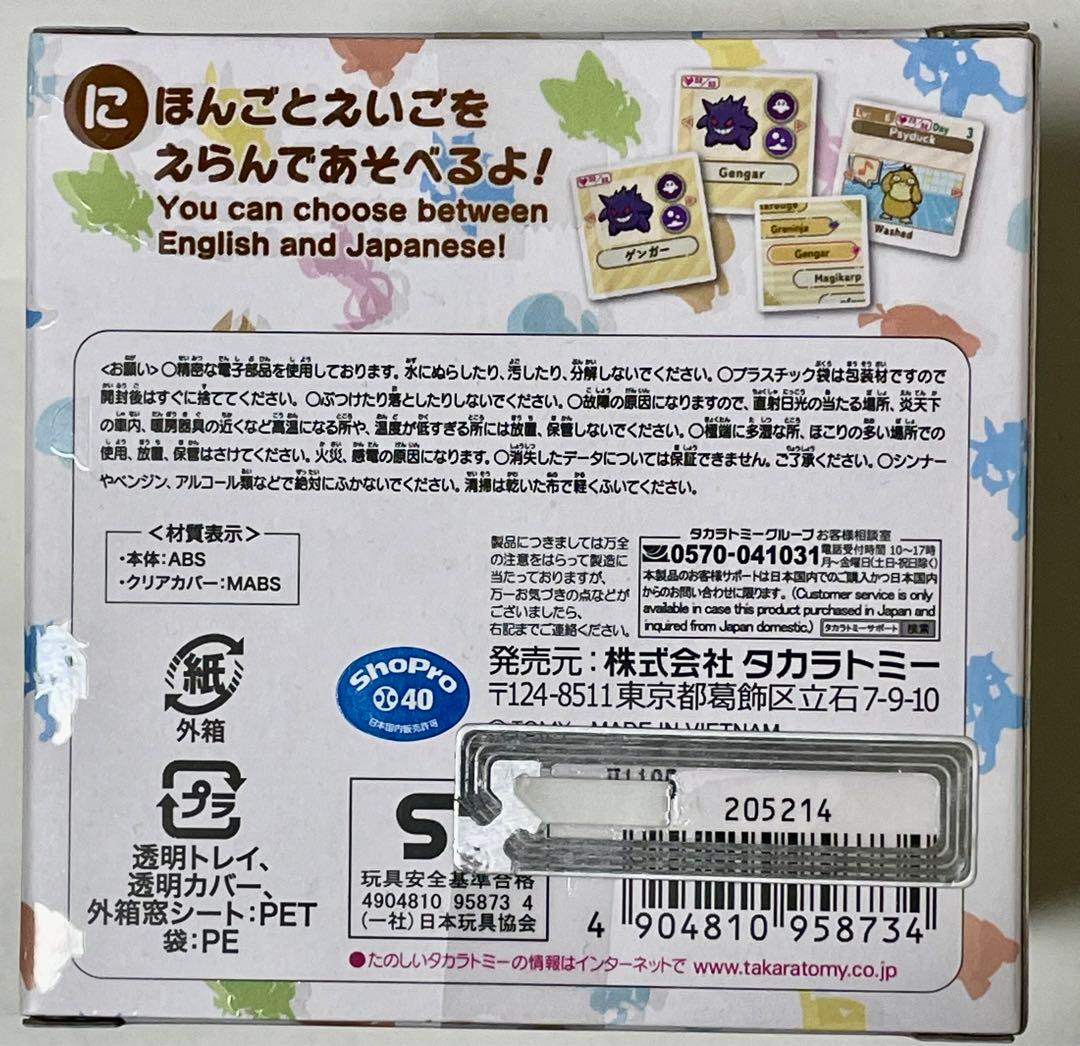 にほんごとえいごを
えらんであそべるよ!
You can choose between
English and Japanese!
Gengar
ゲンガー
Greninja
Gengar
Magikarp
Day 3
Psyduck
Washed
<お願い> ○精密な電子部品を使用しております。水にぬらしたり、汚したり、分解しないでください。○プラスチック袋は包装材ですので
開封後はすぐに捨ててください。○ぶつけたり落としたりしないでください。○故障の原因になりますので、直射日光の当たる場所、炎天下
の車内、暖房器具の近くなど高温になる所や、温度が低すぎる所には放置、保管しないでください。○極端に多湿な所、ほこりの多い場所での
使用、放置、保管はさけてください。火災、感電の原因になります。○消失したデータについては保証できません。ご了承ください。○シンナー
やベンジン、アルコール類などで絶対にふかないでください。清掃は乾いた布で軽くふいてください。
<材質表示>
・本体:ABS
・クリアカバー:MABS
製品につきましては万全
の注意をはらって製造に
当たっておりますが、
万一お気づきの点などが
ございましたら、
右記までご連絡ください。
タカラトミーグループ お客様相談室
0570-041031 電話受付時間 10〜17時
月〜金曜日(土・日・祝日除く)
本製品のお客様サポートは日本国内でのご購入かつ日本国内
からのお問い合わせに限ります。(Customer service is only
available in case this product purchased in Japan and
inquired from Japan domestic.) タカラトミーサポート 検索
発売元:株式会社 タカラトミー
〒124-8511 東京都葛飾区立石7-9-10
© TOMY MADE IN VIETNAM
紙
外箱
ShoPro
40
日本国内販売許可
プラ
透明トレイ、
透明カバー、
外箱窓シート:PET
袋:PE
玩具安全基準合格
4904810 95873 4
(一社)日本玩具協会
205214
4 904810 958734
●たのしいタカラトミーの情報はインターネットで www.takaratomy.co.jp